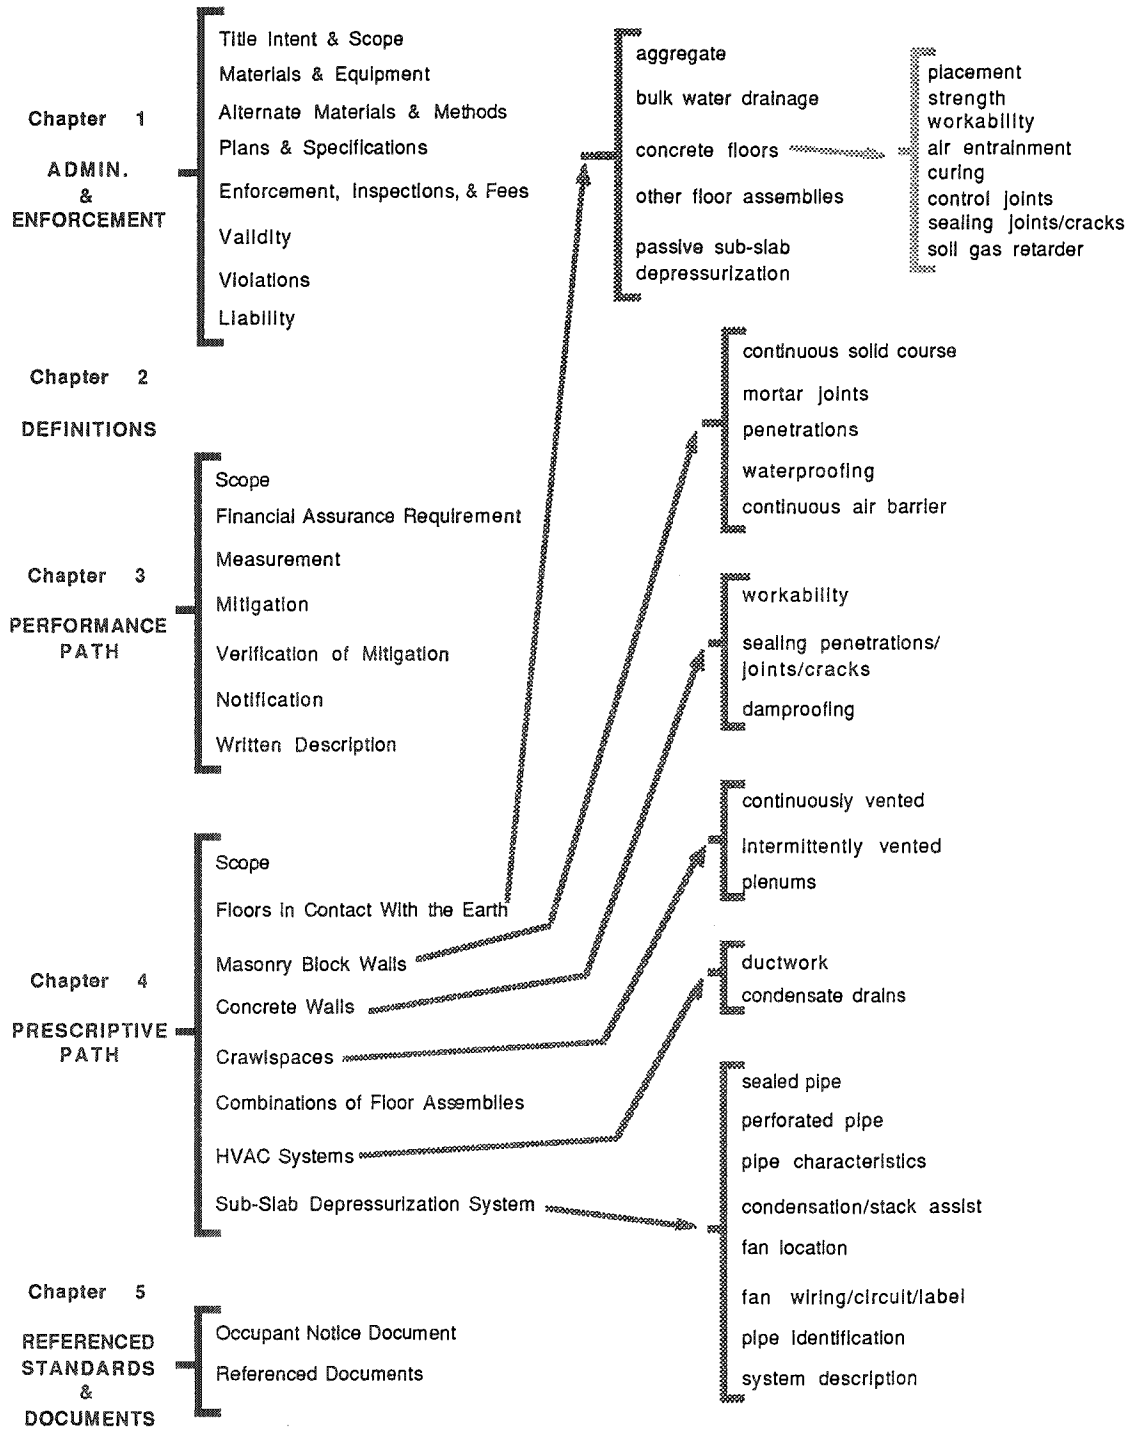 Chapter 1
ADMIN.
&
ENFORCEMENT
Title Intent & Scope
Materials & Equipment
Alternate Materials & Methods
Plans & Specifications
Enforcement, Inspections, & Fees
Validity
Violations
Liability
aggregate
bulk water drainage
concrete floors
other floor assemblies
passive sub-slab
depressurization
placement
strength
workability
air entrainment
curing
control joints
sealing joints/cracks
soil gas retarder
Chapter 2
DEFINITIONS
continuous solid course
mortar joints
penetrations
waterproofing
continuous air barrier
Chapter 3
PERFORMANCE
PATH
Scope
Financial Assurance Requirement
Measurement
Mitigation
Verification of Mitigation
Notification
Written Description
workability
sealing penetrations/
joints/cracks
damproofing
continuously vented
intermittently vented
plenums
Chapter 4
PRESCRIPTIVE
PATH
Scope
Floors in Contact With the Earth
Masonry Block Walls
Concrete Walls
Crawlspaces
Combinations of Floor Assemblies
HVAC Systems
Sub-Slab Depressurization System
ductwork
condensate drains
sealed pipe
perforated pipe
pipe characteristics
condensation/stack assist
fan location
fan wiring/circuit/label
pipe identification
system description
Chapter 5
REFERENCED
STANDARDS
&
DOCUMENTS
Occupant Notice Document
Referenced Documents